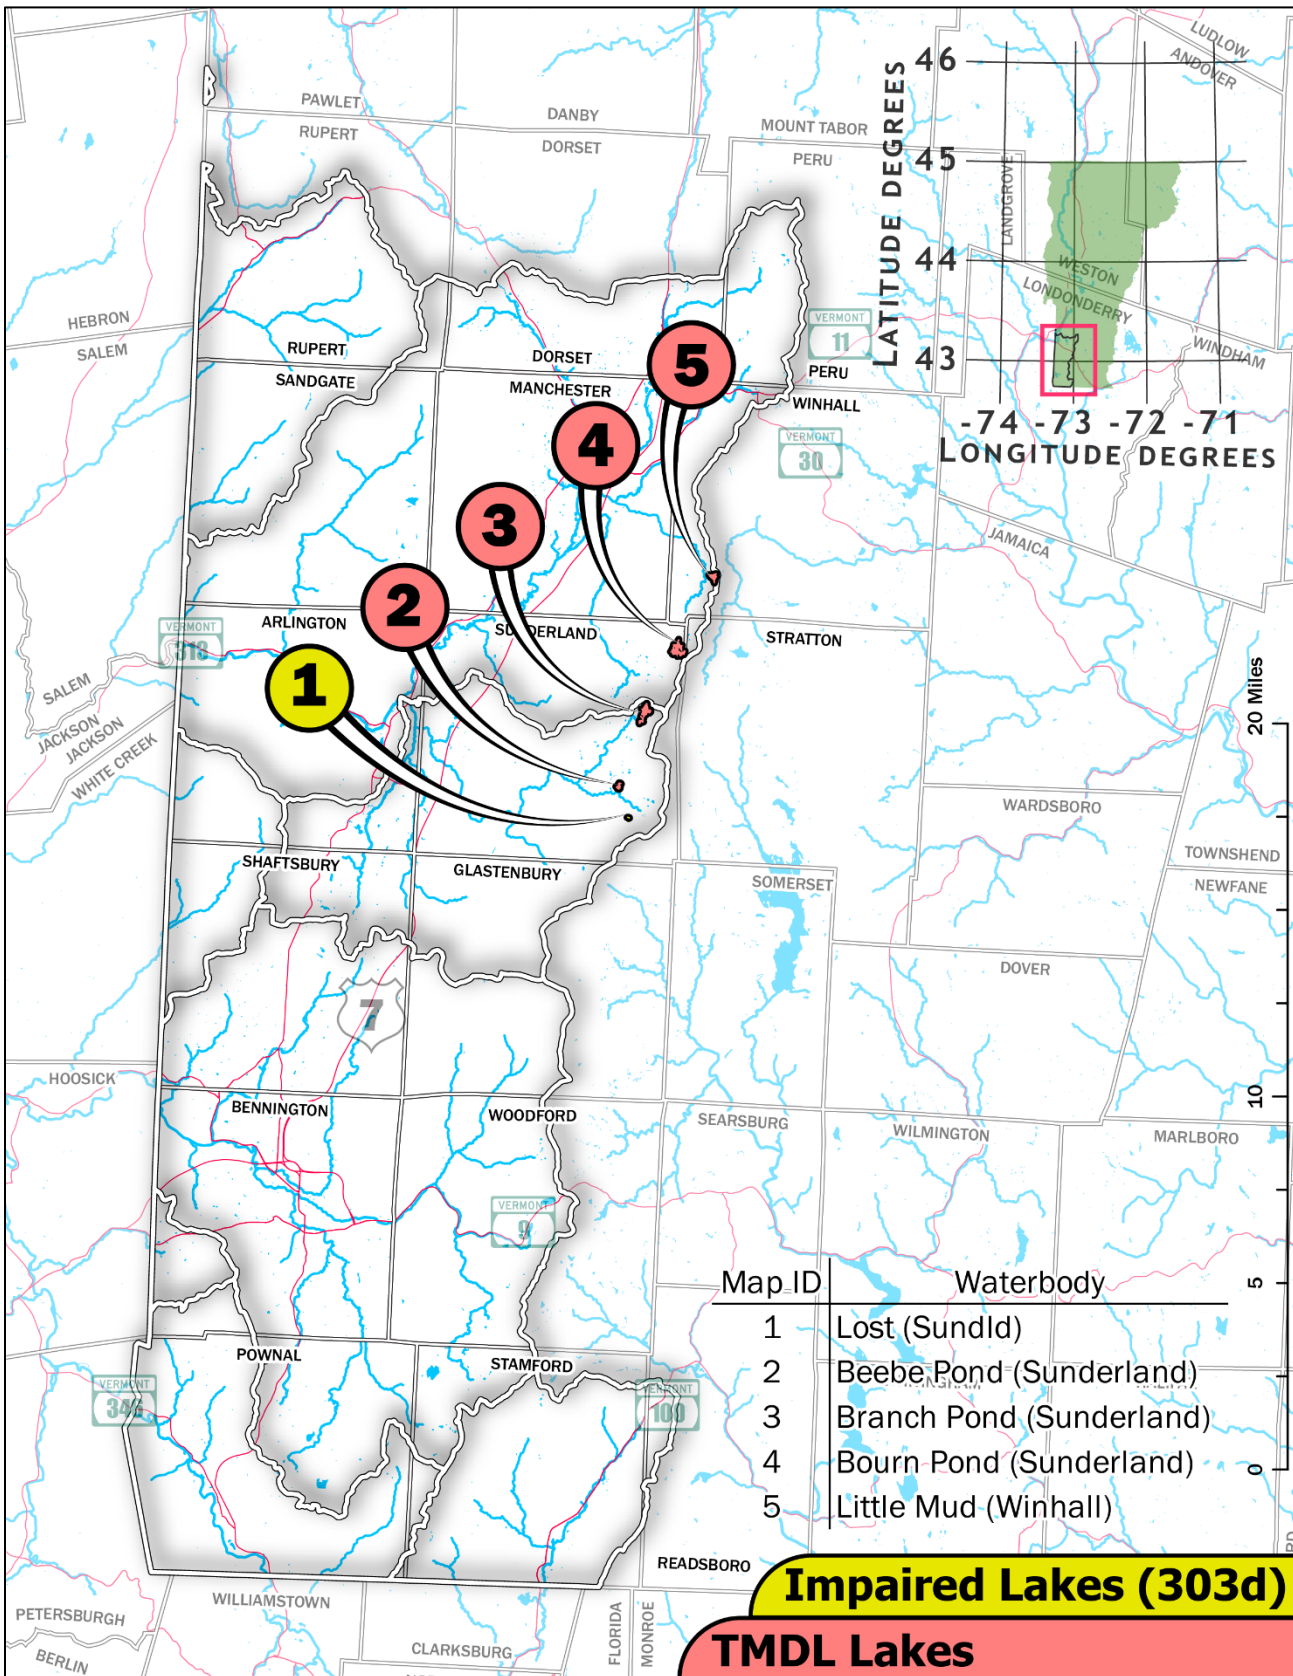 LUDLOW
ANDOVER
46
PAWLET
RUPERT
DANBY
DORSET
MOUNT TABOR
PERU
LANDGROVE
LATITUDE DEGREES
45
44
WESTON
LONDONDERRY
WINDHAM
43
-74 -73 -72 -71
LONGITUDE DEGREES
HEBRON
SALEM
RUPERT
SANDGATE
DORSET
MANCHESTER
VERMONT
11
PERU
WINHALL
VERMONT
30
JAMAICA
5
4
3
2
1
ARLINGTON
SUNDERLAND
STRATTON
VERMONT
313
SALEM
JACKSON
JACKSON
WHITE CREEK
20 Miles
WARDSBORO
TOWNSHEND
NEWFANE
SHAFTSBURY
GLASTENBURY
SOMERSET
DOVER
7
HOOSICK
BENNINGTON
WOODFORD
SEARSBURG
WILMINGTON
MARLBORO
10
VERMONT
9
5
0
POWNAL
STAMFORD
VERMONT
346
VERMONT
100
READSBORO
Map ID Waterbody
1 Lost (Sundld)
2 Beebe Pond (Sunderland)
3 Branch Pond (Sunderland)
4 Bourn Pond (Sunderland)
5 Little Mud (Winhall)
Impaired Lakes (303d)
TMDL Lakes
PETERSBURGH
BERLIN
WILLIAMSTOWN
CLARKSBURG
FLORIDA
MONROE